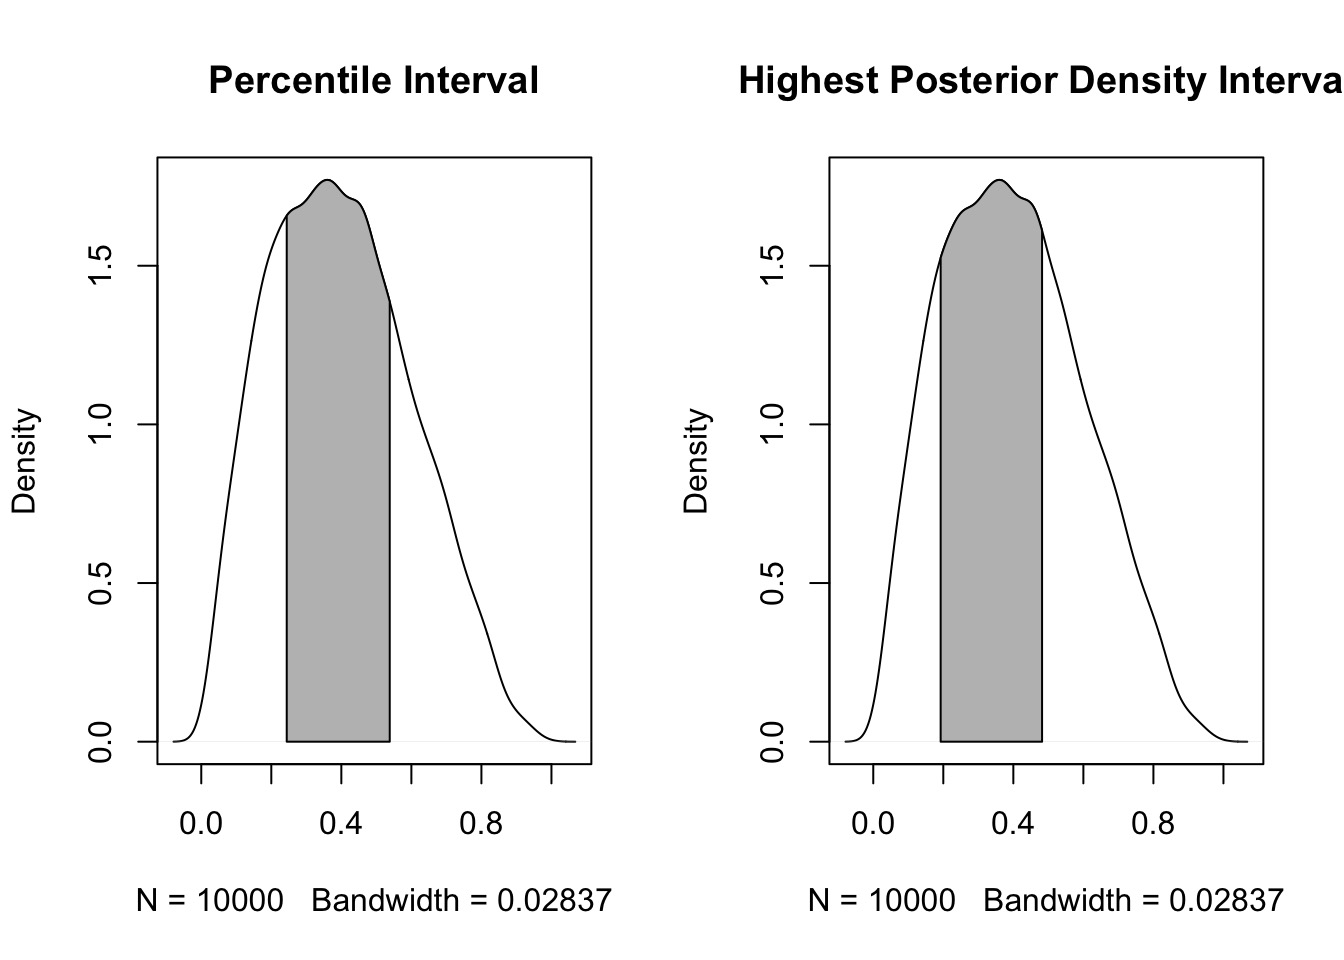 Percentile Interval
Density
1.5
1.0
0.5
0.0
0.0 0.4 0.8
N = 10000 Bandwidth = 0.02837
Highest Posterior Density Interva
Density
1.5
1.0
0.5
0.0
0.0 0.4 0.8
N = 10000 Bandwidth = 0.02837